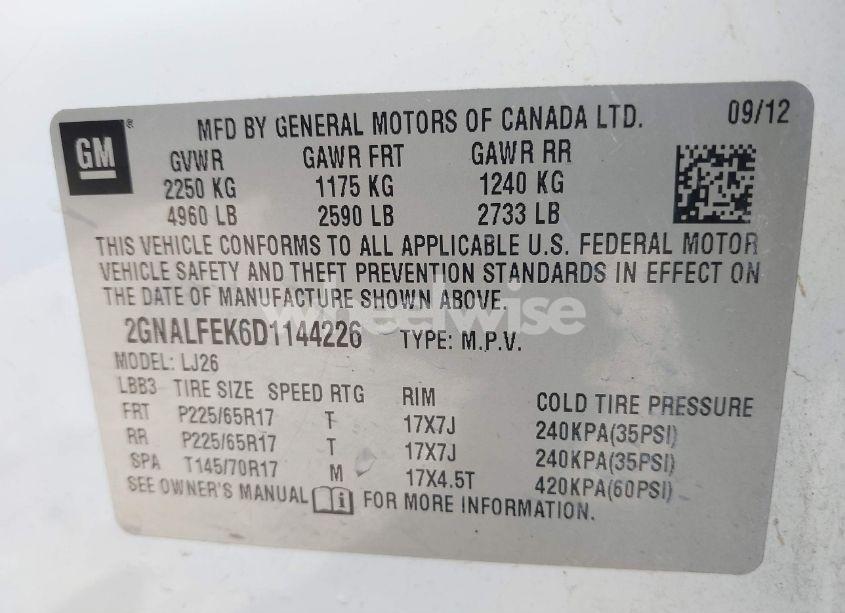 GM ®
MFD BY GENERAL MOTORS OF CANADA LTD. 09/12
GVWR GAWR FRT GAWR RR
2250 KG 1175 KG 1240 KG
4960 LB 2590 LB 2733 LB
THIS VEHICLE CONFORMS TO ALL APPLICABLE U.S. FEDERAL MOTOR
VEHICLE SAFETY AND THEFT PREVENTION STANDARDS IN EFFECT ON
THE DATE OF MANUFACTURE SHOWN ABOVE.
wheelwise
2GNALFEK6D1144226 TYPE: M.P.V.
MODEL: LJ26
LBB3 TIRE SIZE SPEED RTG RIM COLD TIRE PRESSURE
FRT P225/65R17 T 17X7J 240KPA(35PSI)
RR P225/65R17 T 17X7J 240KPA(35PSI)
SPA T145/70R17 M 17X4.5T 420KPA(60PSI)
SEE OWNER'S MANUAL FOR MORE INFORMATION.